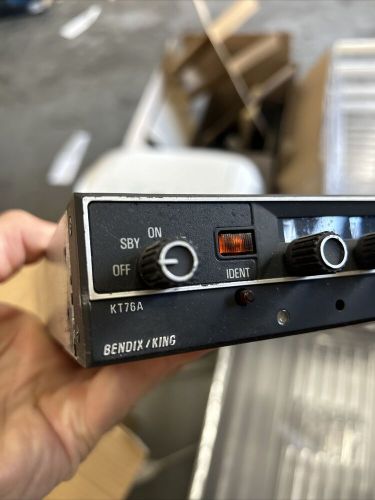 ON
SBY
OFF
IDENT
KT76A
BENDIX/KING